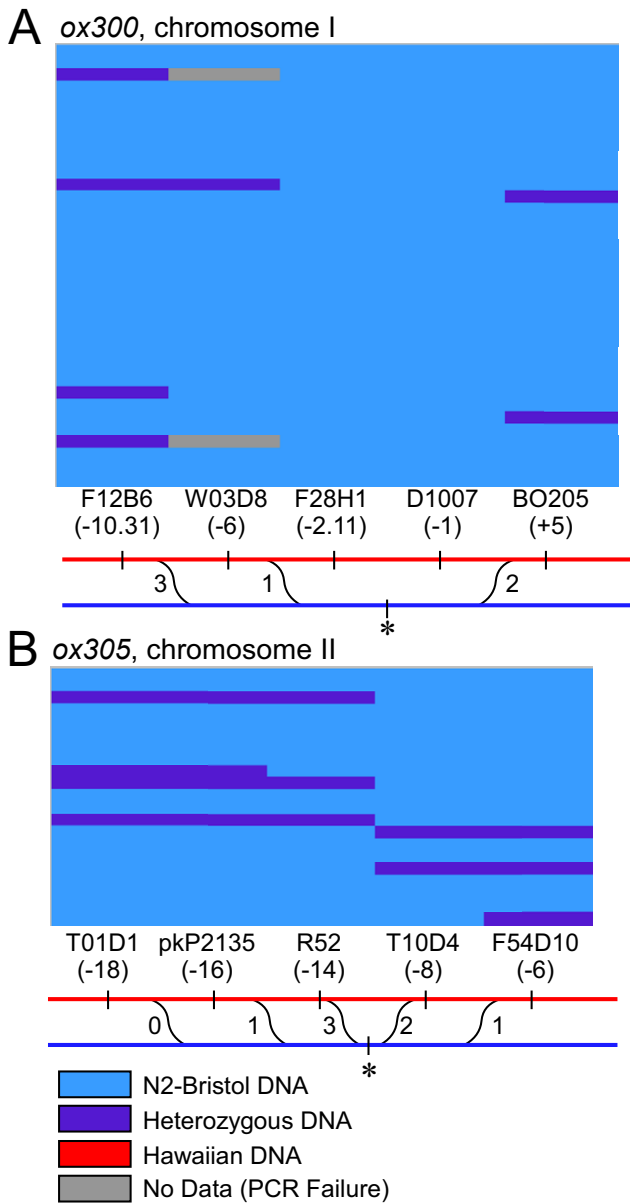 A ox300, chromosome I
F12B6 W03D8 F28H1 D1007 BO205
(-10.31) (-6) (-2.11) (-1) (+5)
3 1 2
*
B ox305, chromosome II
T01D1 pkP2135 R52 T10D4 F54D10
(-18) (-16) (-14) (-8) (-6)
0 1 3 2 1
*
N2-Bristol DNA
Heterozygous DNA
Hawaiian DNA
No Data (PCR Failure)